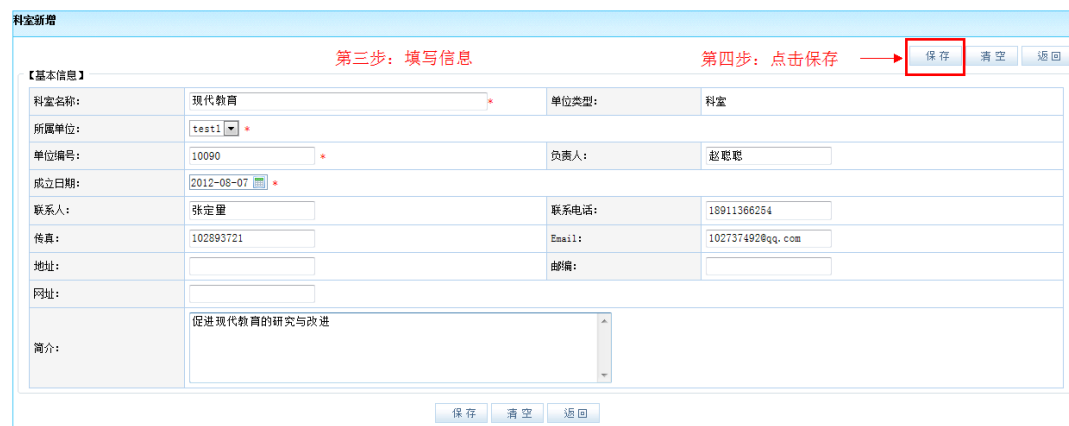 科室新增
第三步：填写信息 第四步：点击保存 保存 清空 返回
【基本信息】
科室名称： 现代教育 * 单位类型： 科室
所属单位： test1 *
单位编号： 10090 * 负责人： 赵聪聪
成立日期： 2012-08-07 *
联系人： 张定量 联系电话： 18911366254
传真： 102893721 Email： 102737492@qq.com
地址： 邮编：
网址：
促进现代教育的研究与改进
简介：
保存 清空 返回